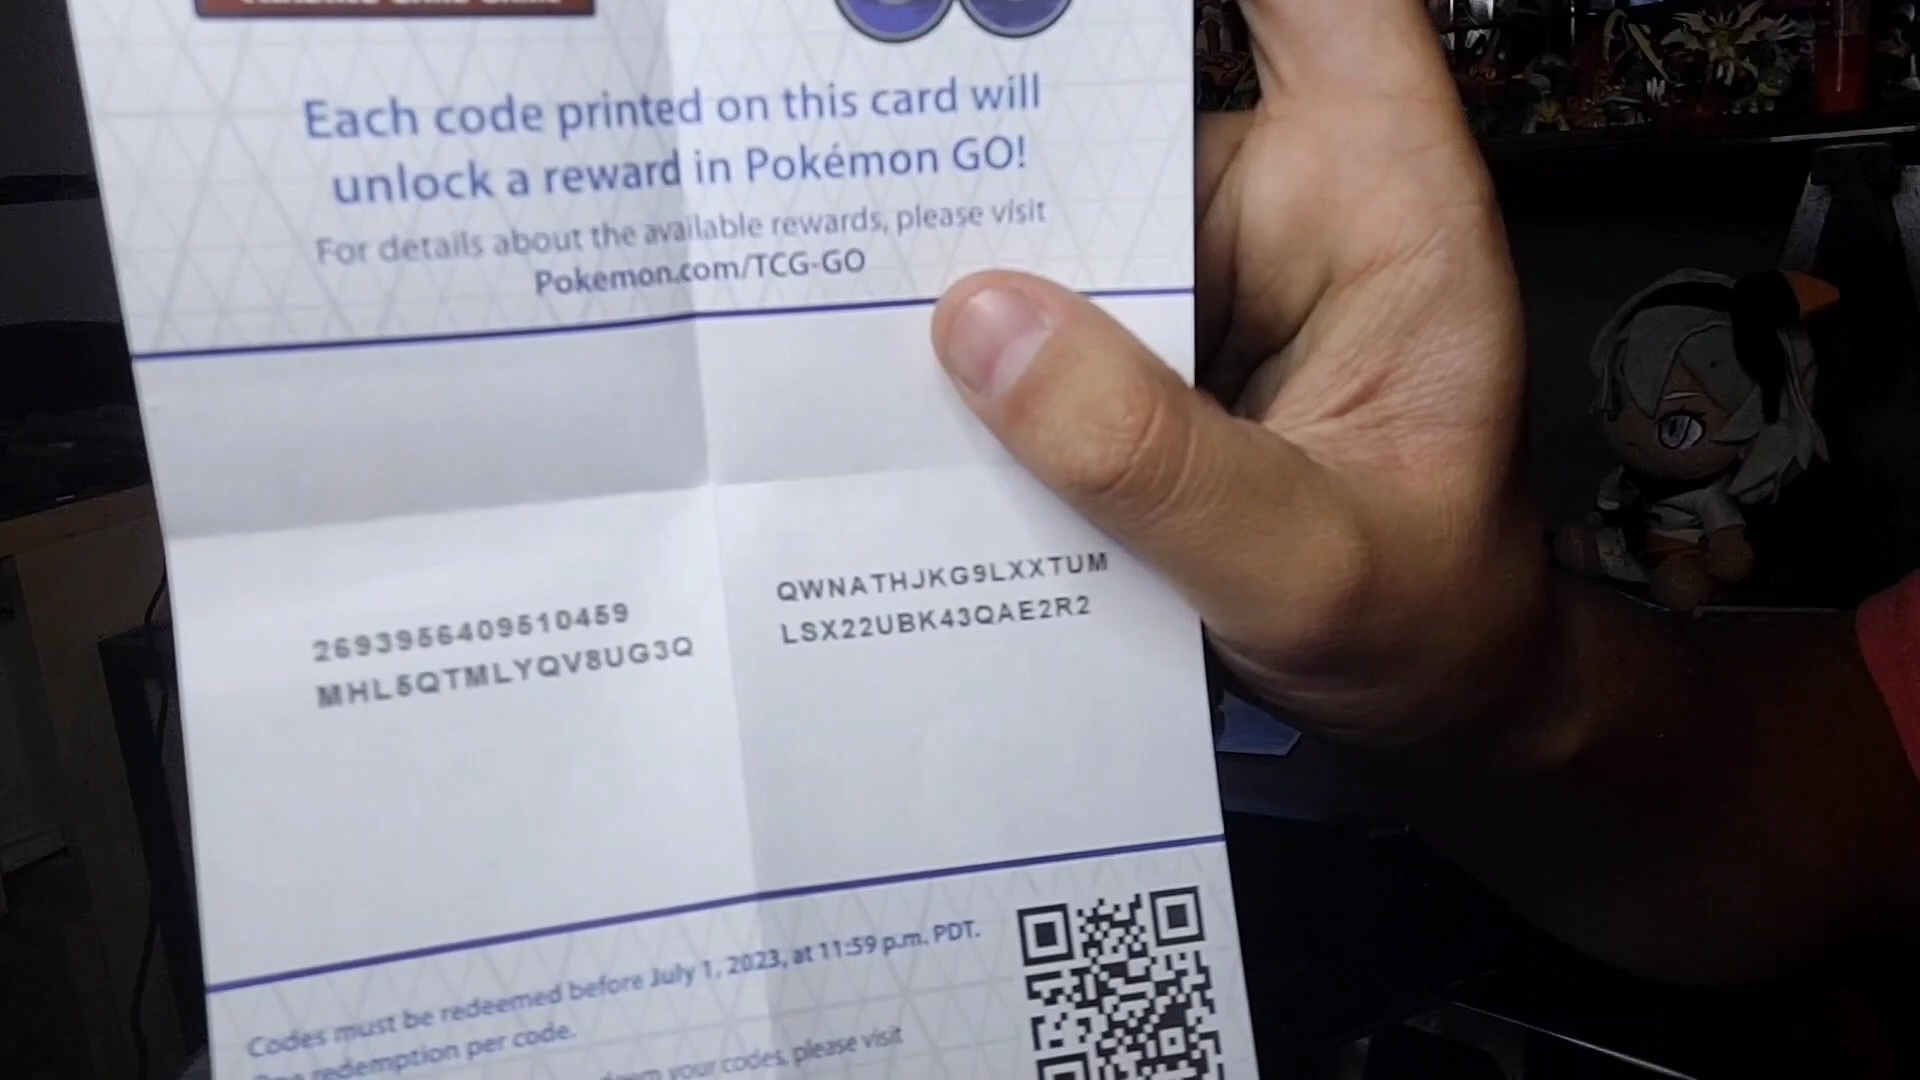 Each code printed on this card will
unlock a reward in Pokémon GO!
For details about the available rewards, please visit
Pokemon.com/TCG-GO
2693956409510459
MHL5QTMLYQV8UG3Q
QWNATHJKG9LXXTUM
LSX22UBK43QAE2R2
Codes must be redeemed before July 1, 2023, at 11:59 p.m. PDT.
redemption per code.
your codes, please visit